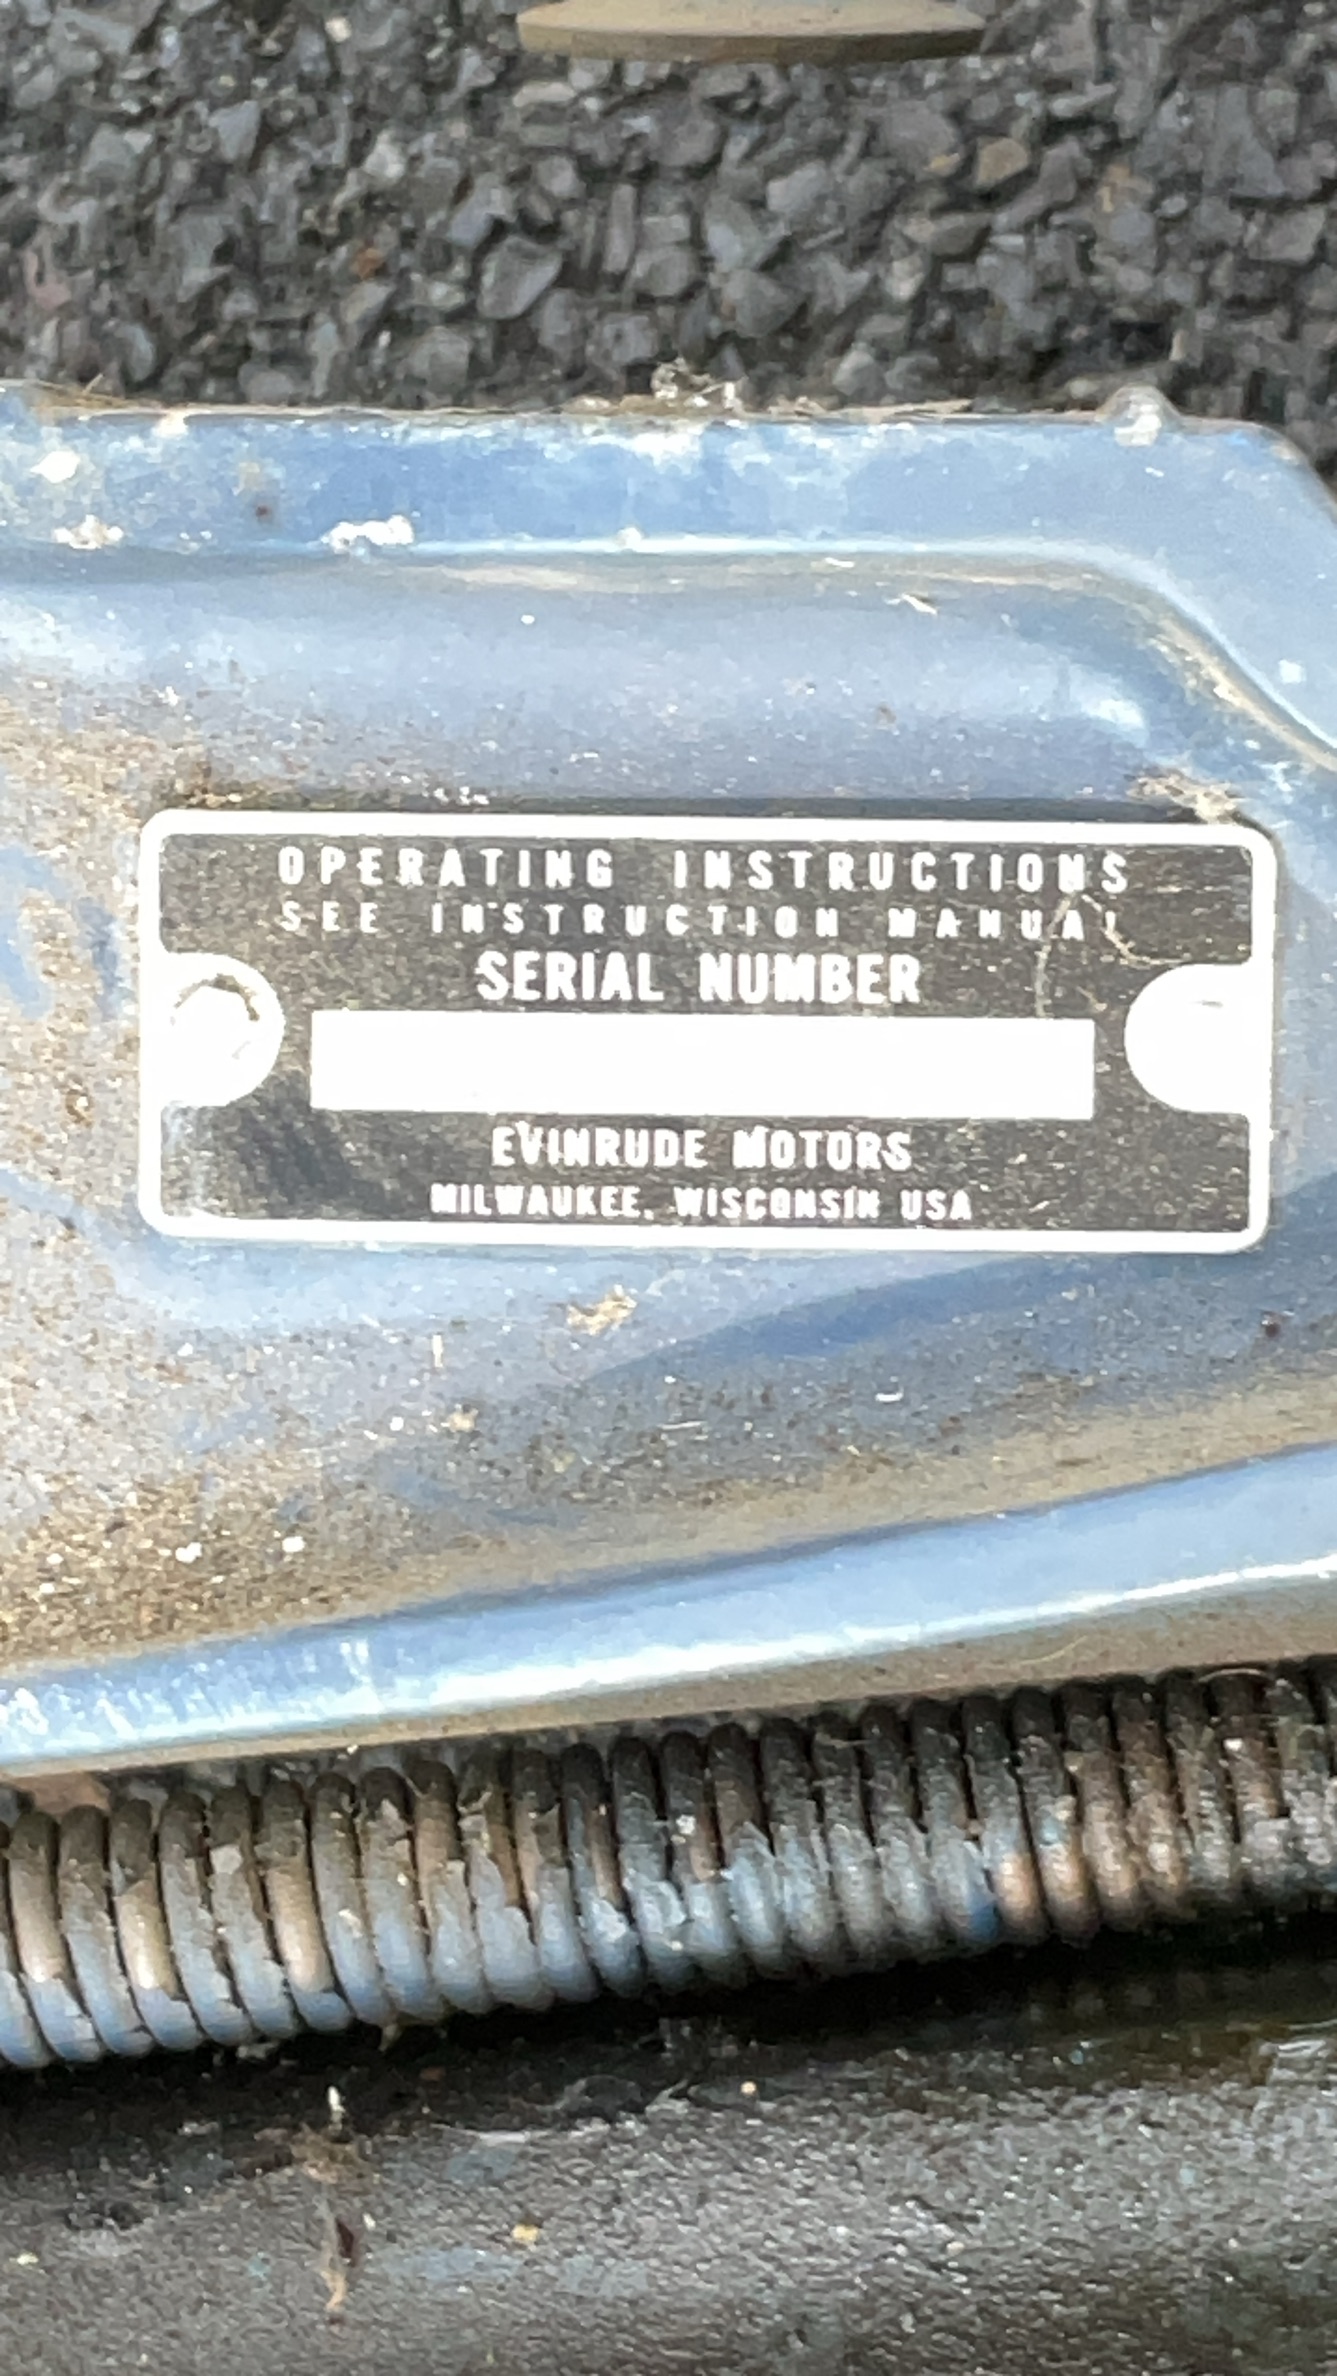 OPERATING INSTRUCTIONS
SEE INSTRUCTION MANUAL
SERIAL NUMBER
EVINRUDE MOTORS
MILWAUKEE, WISCONSIN USA